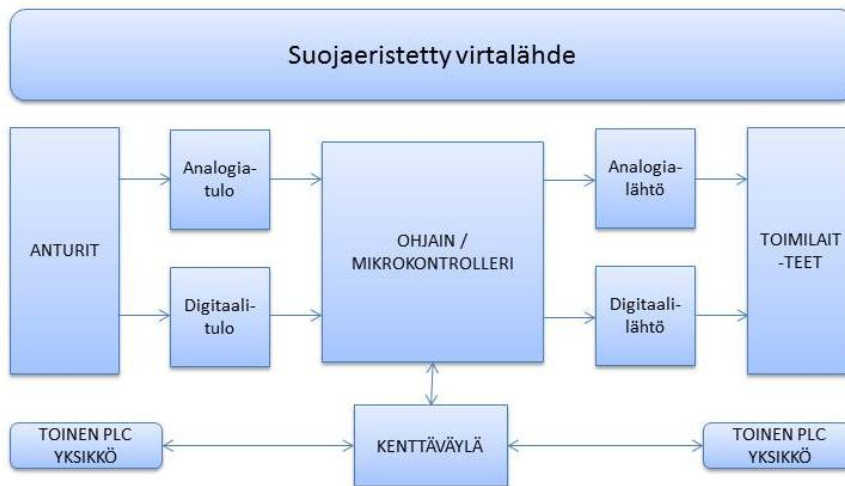 Suojaeristetty virtalähde
ANTURIT
Analogia-
tulo
Digitaali-
tulo
OHJAIN /
MIKROKONTROLLERI
Analogia-
lähtö
Digitaali-
lähtö
TOIMILAIT
-TEET
TOINEN PLC
YKSIKKÖ
KENTTÄVÄYLÄ
TOINEN PLC
YKSIKKÖ